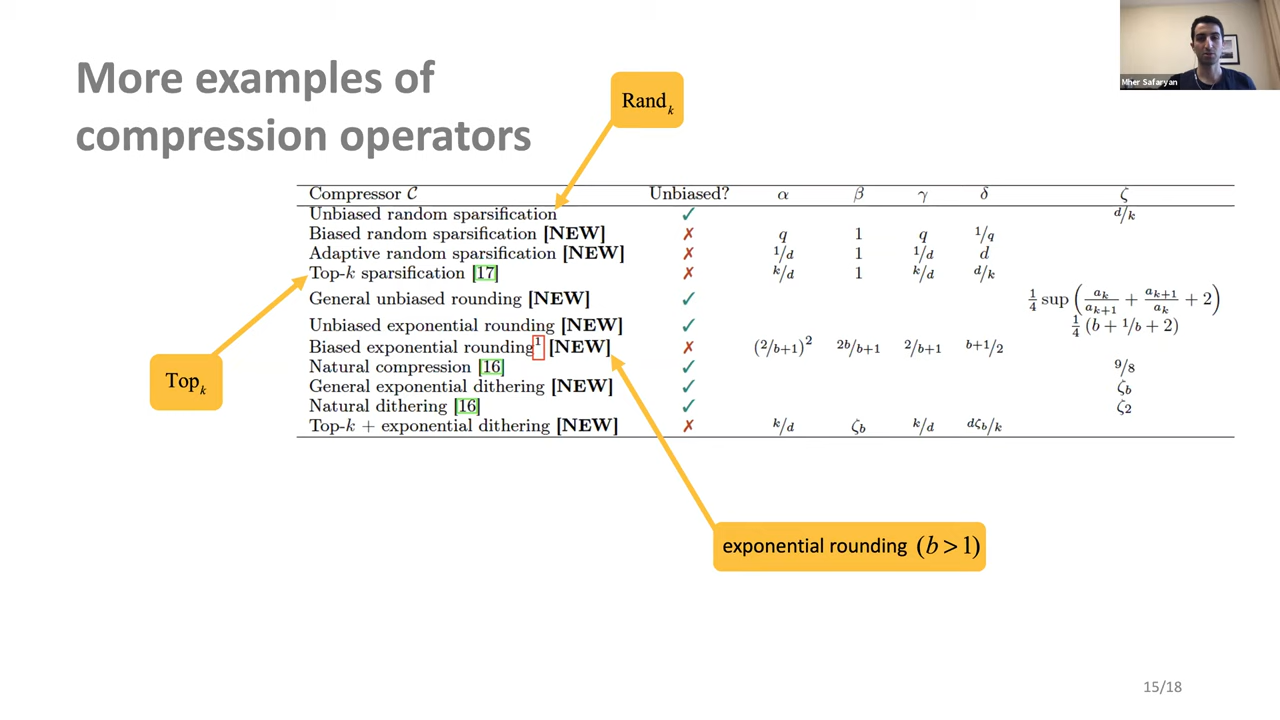 More examples of
compression operators
Mher Safaryan
Rand_k
Compressor C Unbiased? α β γ δ ζ
Unbiased random sparsification ✓ d/k
Biased random sparsification [NEW] ✗ q 1 q 1/q
Adaptive random sparsification [NEW] ✗ 1/d 1 1/d d
Top-k sparsification [17] ✗ k/d 1 k/d d/k
General unbiased rounding [NEW] ✓ 1/4 sup (a_k/a_{k+1} + a_{k+1}/a_k + 2)
Unbiased exponential rounding [NEW] ✓ 1/4 (b + 1/b + 2)
Biased exponential rounding¹ [NEW] ✗ (2/b+1)² 2b/b+1 2/b+1 b+1/2
Natural compression [16] ✓ 9/8
General exponential dithering [NEW] ✓ ζ_b
Natural dithering [16] ✓ ζ_2
Top-k + exponential dithering [NEW] ✗ k/d ζ_b k/d dζ_b/k
Top_k
exponential rounding (b > 1)
15/18